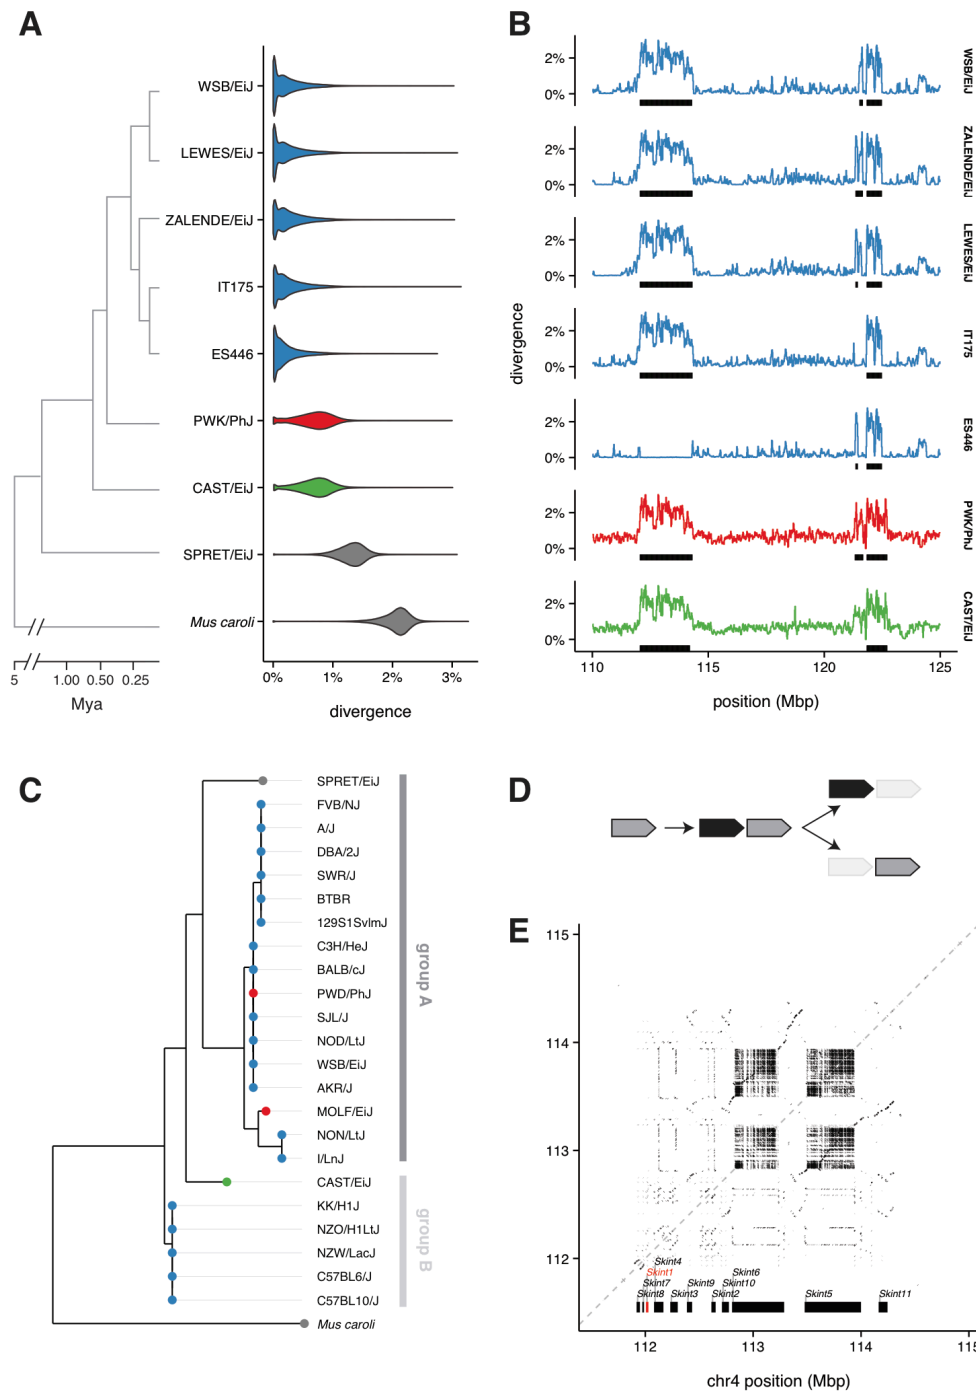 A
WSB/EiJ
LEWES/EiJ
ZALENDE/EiJ
IT175
ES446
PWK/PhJ
CAST/EiJ
SPRET/EiJ
Mus caroli
5
1.00 0.50 0.25
Mya
0% 1% 2% 3%
divergence
B
2%
0%
WSB/EiJ
2%
0%
ZALENDE/EiJ
2%
0%
LEWES/EiJ
2%
0%
IT175
2%
0%
ES446
2%
0%
PWK/PhJ
2%
0%
CAST/EiJ
divergence
110 115 120 125
position (Mbp)
C
SPRET/EiJ
FVB/NJ
A/J
DBA/2J
SWR/J
BTBR
129S1SvImJ
C3H/HeJ
BALB/cJ
PWD/PhJ
SJL/J
NOD/LtJ
WSB/EiJ
AKR/J
MOLF/EiJ
NON/LtJ
I/LnJ
CAST/EiJ
KK/H1J
NZO/H1LtJ
NZW/LacJ
C57BL6/J
C57BL10/J
Mus caroli
group A
group B
D
E
115
114
113
112
Skint4
Skint1
Skint7
Skint8
Skint3
Skint9
Skint2
Skint10
Skint6
Skint5
Skint11
112 113 114 115
chr4 position (Mbp)